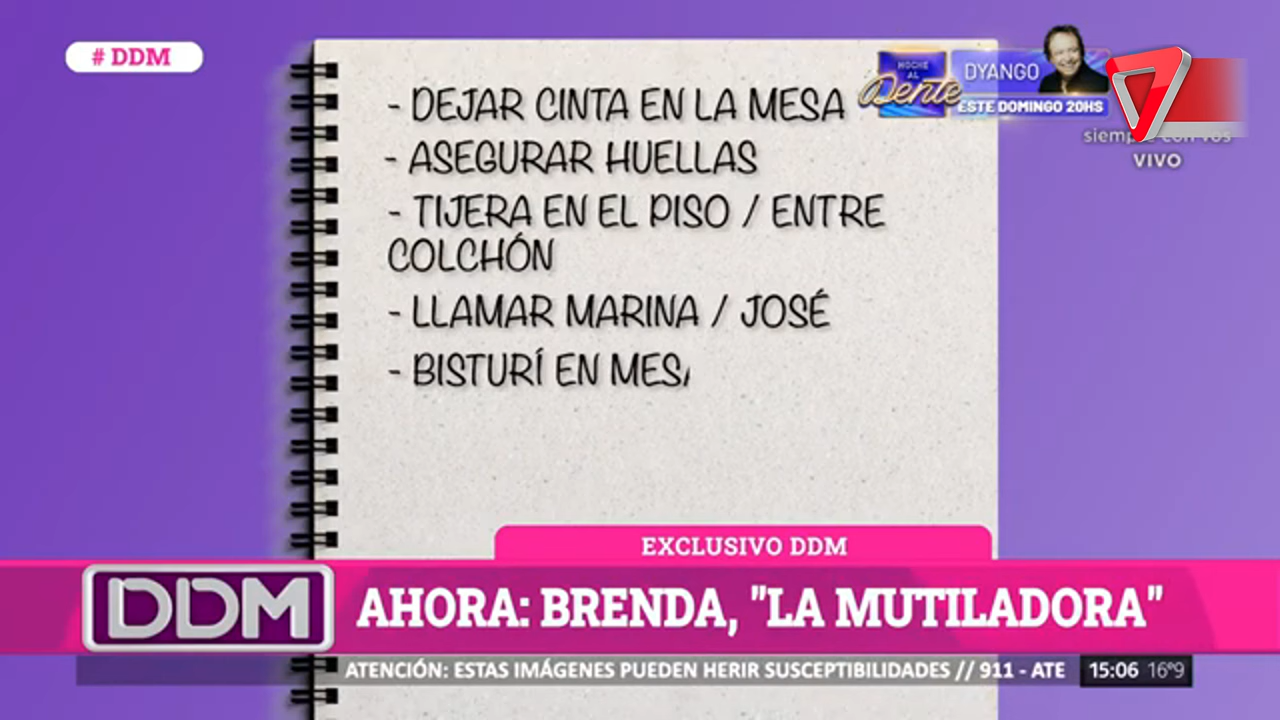 # DDM
NOCHE
AL
Dente
DYANGO
ESTE DOMINGO 20HS
VIVO
- DEJAR CINTA EN LA MESA
- ASEGURAR HUELLAS
- TIJERA EN EL PISO / ENTRE
COLCHÓN
- LLAMAR MARINA / JOSÉ
- BISTURÍ EN MES
EXCLUSIVO DDM
DDM
AHORA: BRENDA, "LA MUTILADORA"
ATENCIÓN: ESTAS IMÁGENES PUEDEN HERIR SUSCEPTIBILIDADES // 911 - ATE
15:06 16º9